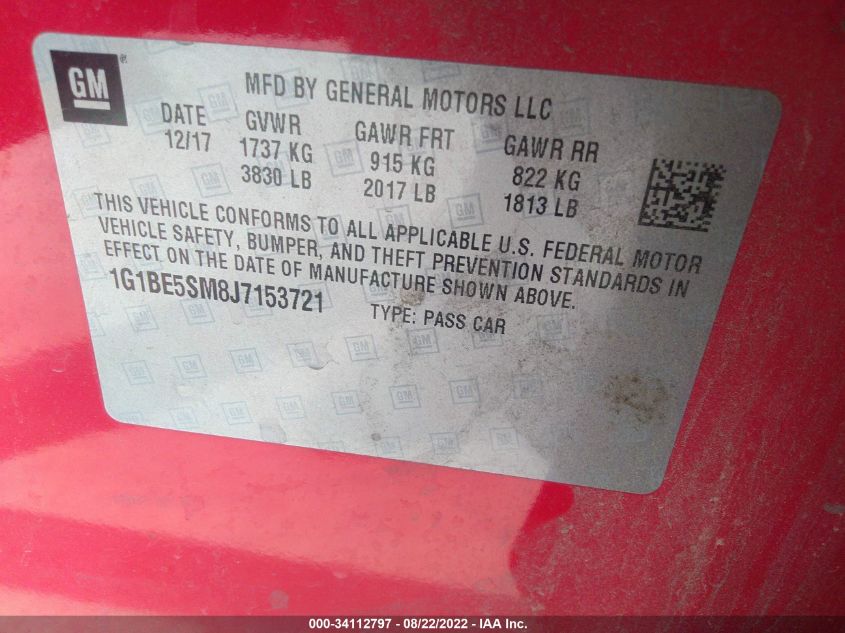 GM
MFD BY GENERAL MOTORS LLC
DATE GVWR GAWR FRT GAWR RR
12/17 1737 KG 915 KG 822 KG
3830 LB 2017 LB 1813 LB
THIS VEHICLE CONFORMS TO ALL APPLICABLE U.S. FEDERAL MOTOR
VEHICLE SAFETY, BUMPER, AND THEFT PREVENTION STANDARDS IN
EFFECT ON THE DATE OF MANUFACTURE SHOWN ABOVE.
1G1BE5SM8J7153721 TYPE: PASS CAR
000-34112797 - 08/22/2022 - IAA Inc.